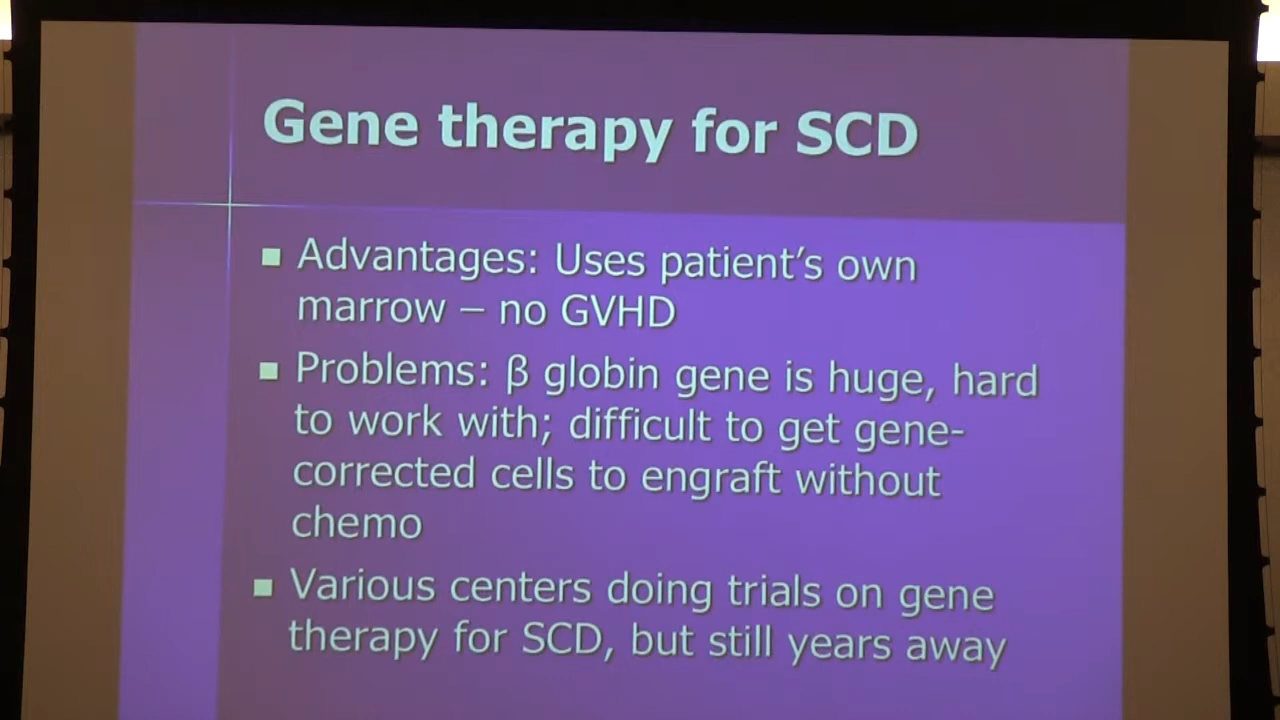 Gene therapy for SCD
■ Advantages: Uses patient’s own
marrow – no GVHD
■ Problems: β globin gene is huge, hard
to work with; difficult to get gene-
corrected cells to engraft without
chemo
■ Various centers doing trials on gene
therapy for SCD, but still years away